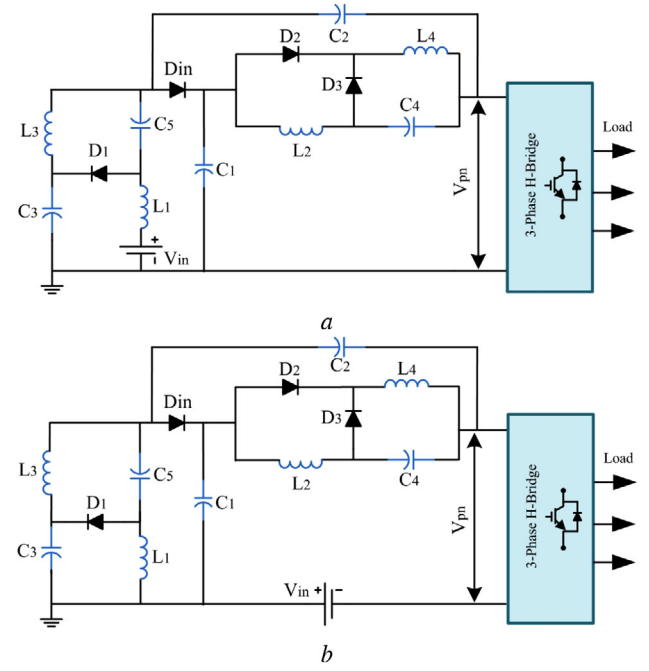 C2
D2
L4
Din
D3
L3
C5
C4
L2
D1
C1
C3
L1
+
-
Vin
Vpn
3-Phase H-Bridge
Load
a
C2
D2
L4
Din
D3
L3
C5
C4
L2
D1
C1
C3
L1
Vin + -
Vpn
3-Phase H-Bridge
Load
b